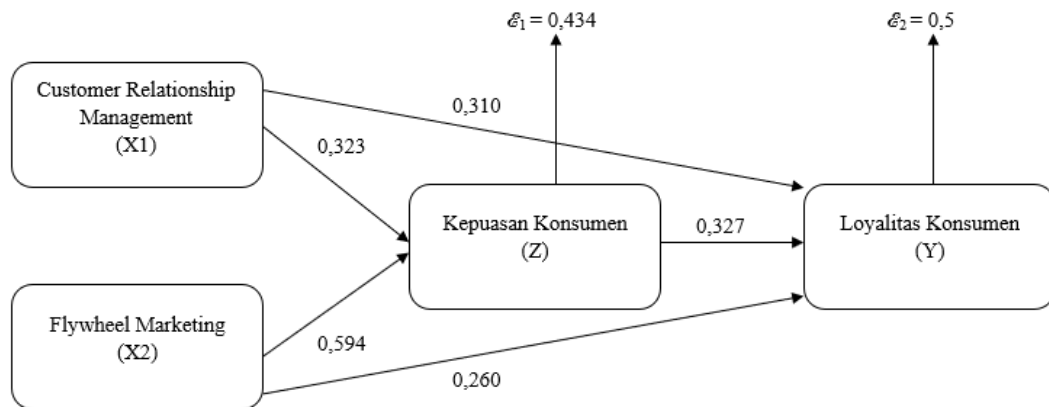 ℰ1 = 0,434
ℰ2 = 0,5
Customer Relationship
Management
(X1)
0,310
0,323
Kepuasan Konsumen
(Z)
0,327
Loyalitas Konsumen
(Y)
Flywheel Marketing
(X2)
0,594
0,260